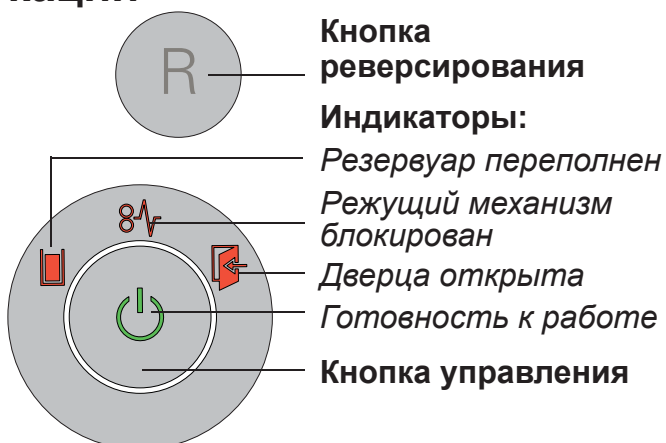 R
Кнопка
реверсирования
Индикаторы:
Резервуар переполнен
Режущий механизм
блокирован
Дверца открыта
Готовность к работе
Кнопка управления